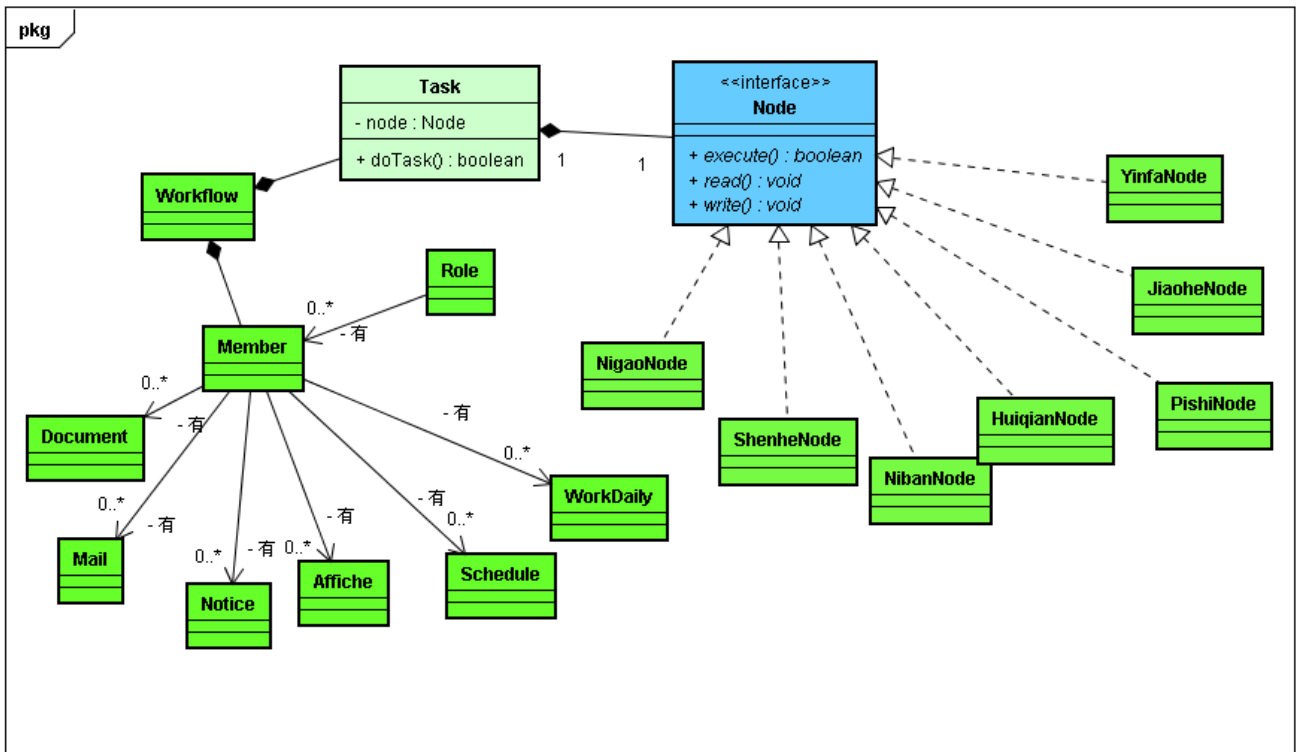 pkg
Task
- node : Node
+ doTask() : boolean
1
1
<<interface>>
Node
+ execute() : boolean
+ read() : void
+ write() : void
YinfaNode
Workflow
JiaoheNode
Role
0..*
- 有
Member
NigaoNode
PishiNode
HuiqianNode
0..*
- 有
Document
- 有
0..*
ShenheNode
NibanNode
WorkDaily
0..*
- 有
Mail
- 有
0..*
Schedule
- 有
0..*
Affiche
0..*
- 有
Notice